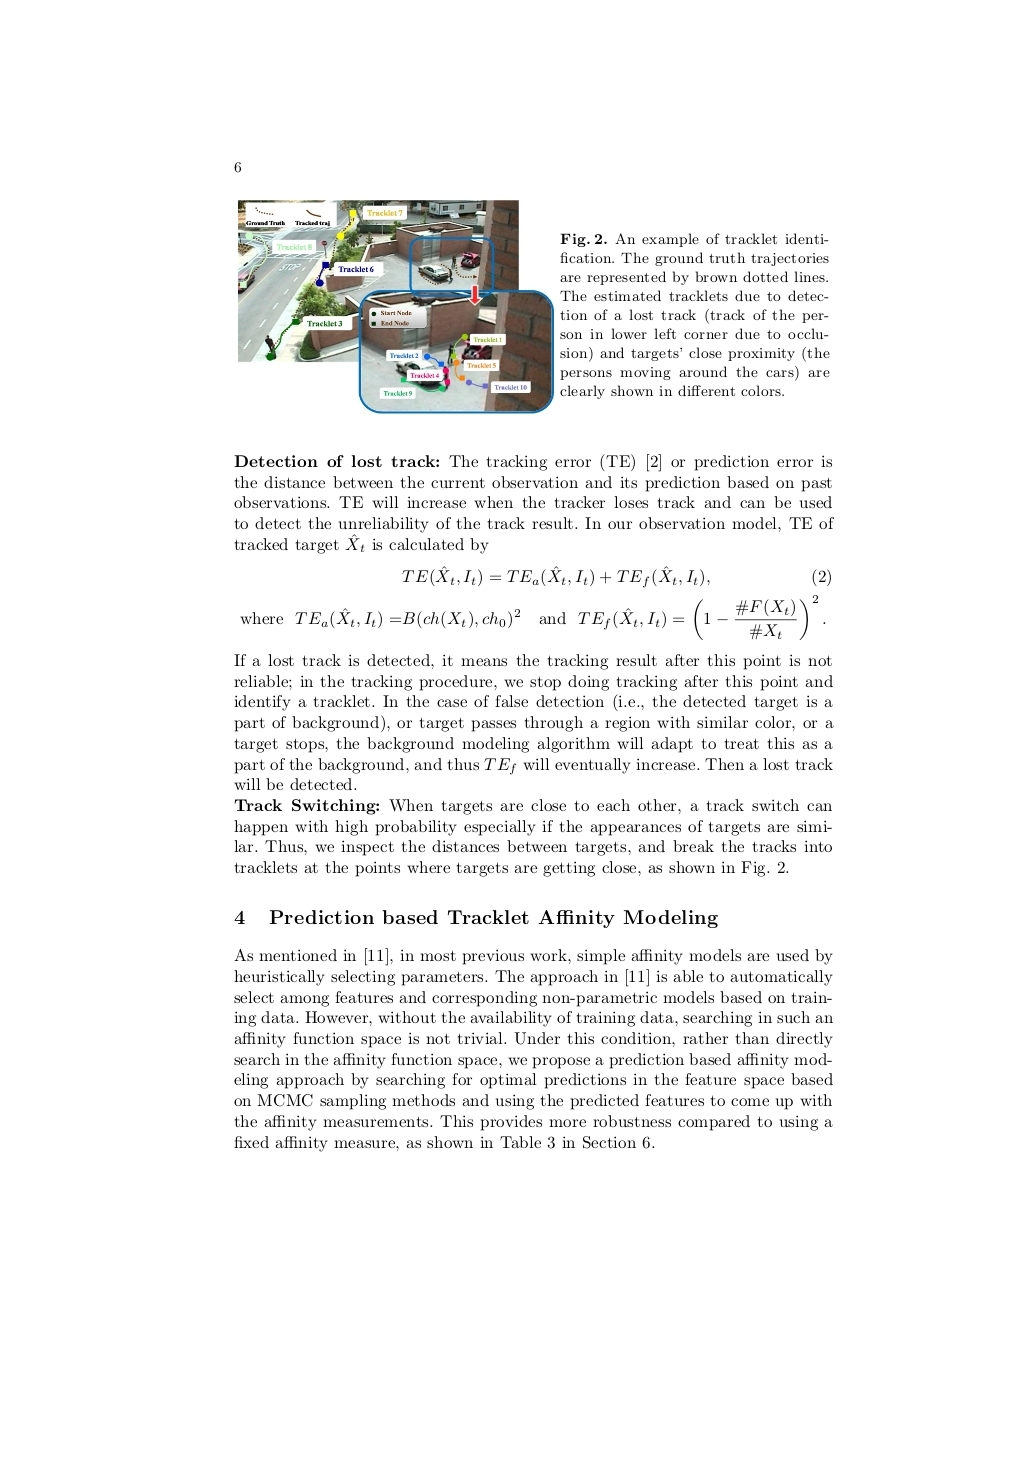 6
Ground Truth Tracked traj
Tracklet 7
Tracklet 8
STOP
Tracklet 6
Tracklet 3
Start Node
End Node
Tracklet 1
Tracklet 2
Tracklet 5
Tracklet 4
Tracklet 10
Tracklet 9
Fig. 2. An example of tracklet identi-
fication. The ground truth trajectories
are represented by brown dotted lines.
The estimated tracklets due to detec-
tion of a lost track (track of the per-
son in lower left corner due to occlu-
sion) and targets' close proximity (the
persons moving around the cars) are
clearly shown in different colors.
Detection of lost track: The tracking error (TE) [2] or prediction error is
the distance between the current observation and its prediction based on past
observations. TE will increase when the tracker loses track and can be used
to detect the unreliability of the track result. In our observation model, TE of
tracked target X̂_t is calculated by
TE(X̂_t, I_t) = TE_a(X̂_t, I_t) + TE_f(X̂_t, I_t), (2)
where TE_a(X̂_t, I_t) =B(ch(X_t), ch_0)^2 and TE_f(X̂_t, I_t) = (1 − #F(X_t) / #X_t)^2.
If a lost track is detected, it means the tracking result after this point is not
reliable; in the tracking procedure, we stop doing tracking after this point and
identify a tracklet. In the case of false detection (i.e., the detected target is a
part of background), or target passes through a region with similar color, or a
target stops, the background modeling algorithm will adapt to treat this as a
part of the background, and thus TE_f will eventually increase. Then a lost track
will be detected.
Track Switching: When targets are close to each other, a track switch can
happen with high probability especially if the appearances of targets are simi-
lar. Thus, we inspect the distances between targets, and break the tracks into
tracklets at the points where targets are getting close, as shown in Fig. 2.
4 Prediction based Tracklet Affinity Modeling
As mentioned in [11], in most previous work, simple affinity models are used by
heuristically selecting parameters. The approach in [11] is able to automatically
select among features and corresponding non-parametric models based on train-
ing data. However, without the availability of training data, searching in such an
affinity function space is not trivial. Under this condition, rather than directly
search in the affinity function space, we propose a prediction based affinity mod-
eling approach by searching for optimal predictions in the feature space based
on MCMC sampling methods and using the predicted features to come up with
the affinity measurements. This provides more robustness compared to using a
fixed affinity measure, as shown in Table 3 in Section 6.